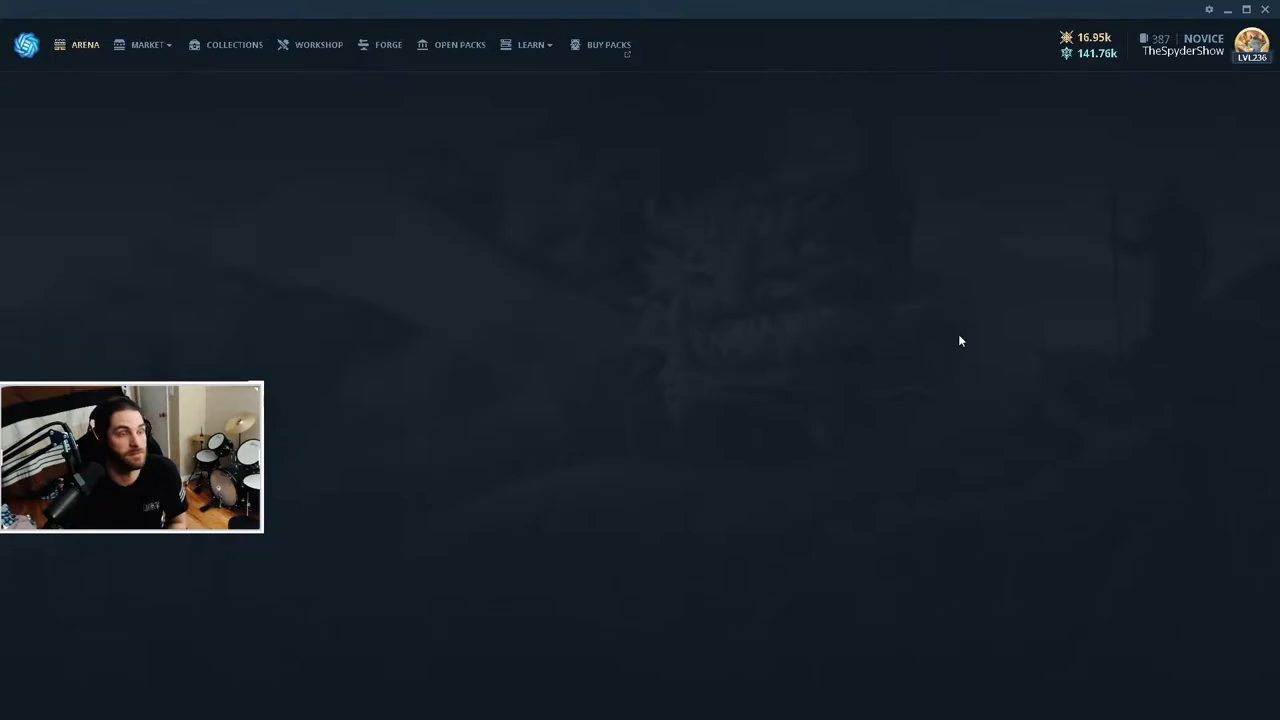 ARENA MARKET COLLECTIONS WORKSHOP FORGE OPEN PACKS LEARN BUY PACKS
16.95k
141.76k
387 NOVICE
TheSpyderShow
LVL236